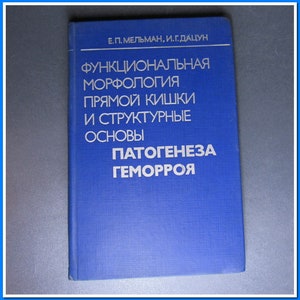 Е.П.МЕЛЬМАН, И.Г.ДАЦУН
ФУНКЦИОНАЛЬНАЯ
МОРФОЛОГИЯ
ПРЯМОЙ КИШКИ
И СТРУКТУРНЫЕ
ОСНОВЫ
ПАТОГЕНЕЗА
ГЕМОРРОЯ